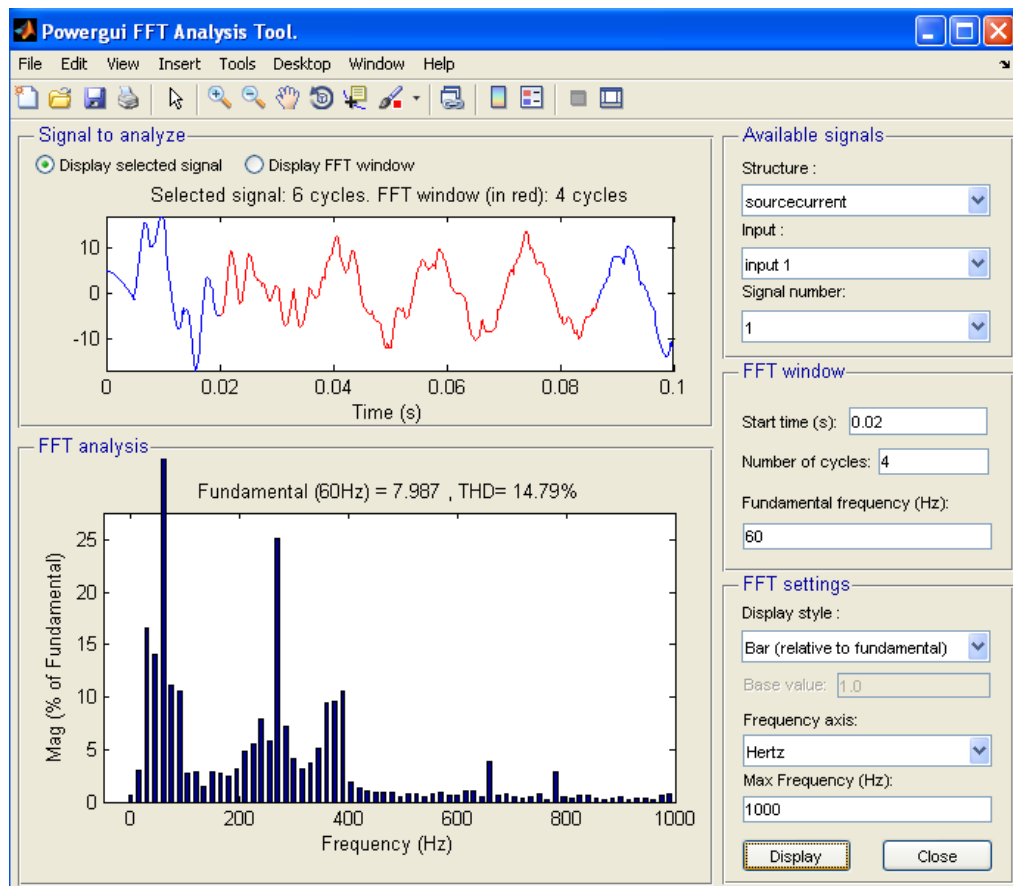 Powergui FFT Analysis Tool.
File Edit View Insert Tools Desktop Window Help
Signal to analyze
Display selected signal Display FFT window
Selected signal: 6 cycles. FFT window (in red): 4 cycles
10
0
-10
0 0.02 0.04 0.06 0.08 0.1
Time (s)
FFT analysis
Fundamental (60Hz) = 7.987 , THD= 14.79%
25
20
15
10
5
0
Mag (% of Fundamental)
0 200 400 600 800 1000
Frequency (Hz)
Available signals
Structure :
sourcecurrent
Input :
input 1
Signal number:
1
FFT window
Start time (s): 0.02
Number of cycles: 4
Fundamental frequency (Hz):
60
FFT settings
Display style :
Bar (relative to fundamental)
Base value: 1.0
Frequency axis:
Hertz
Max Frequency (Hz):
1000
Display Close